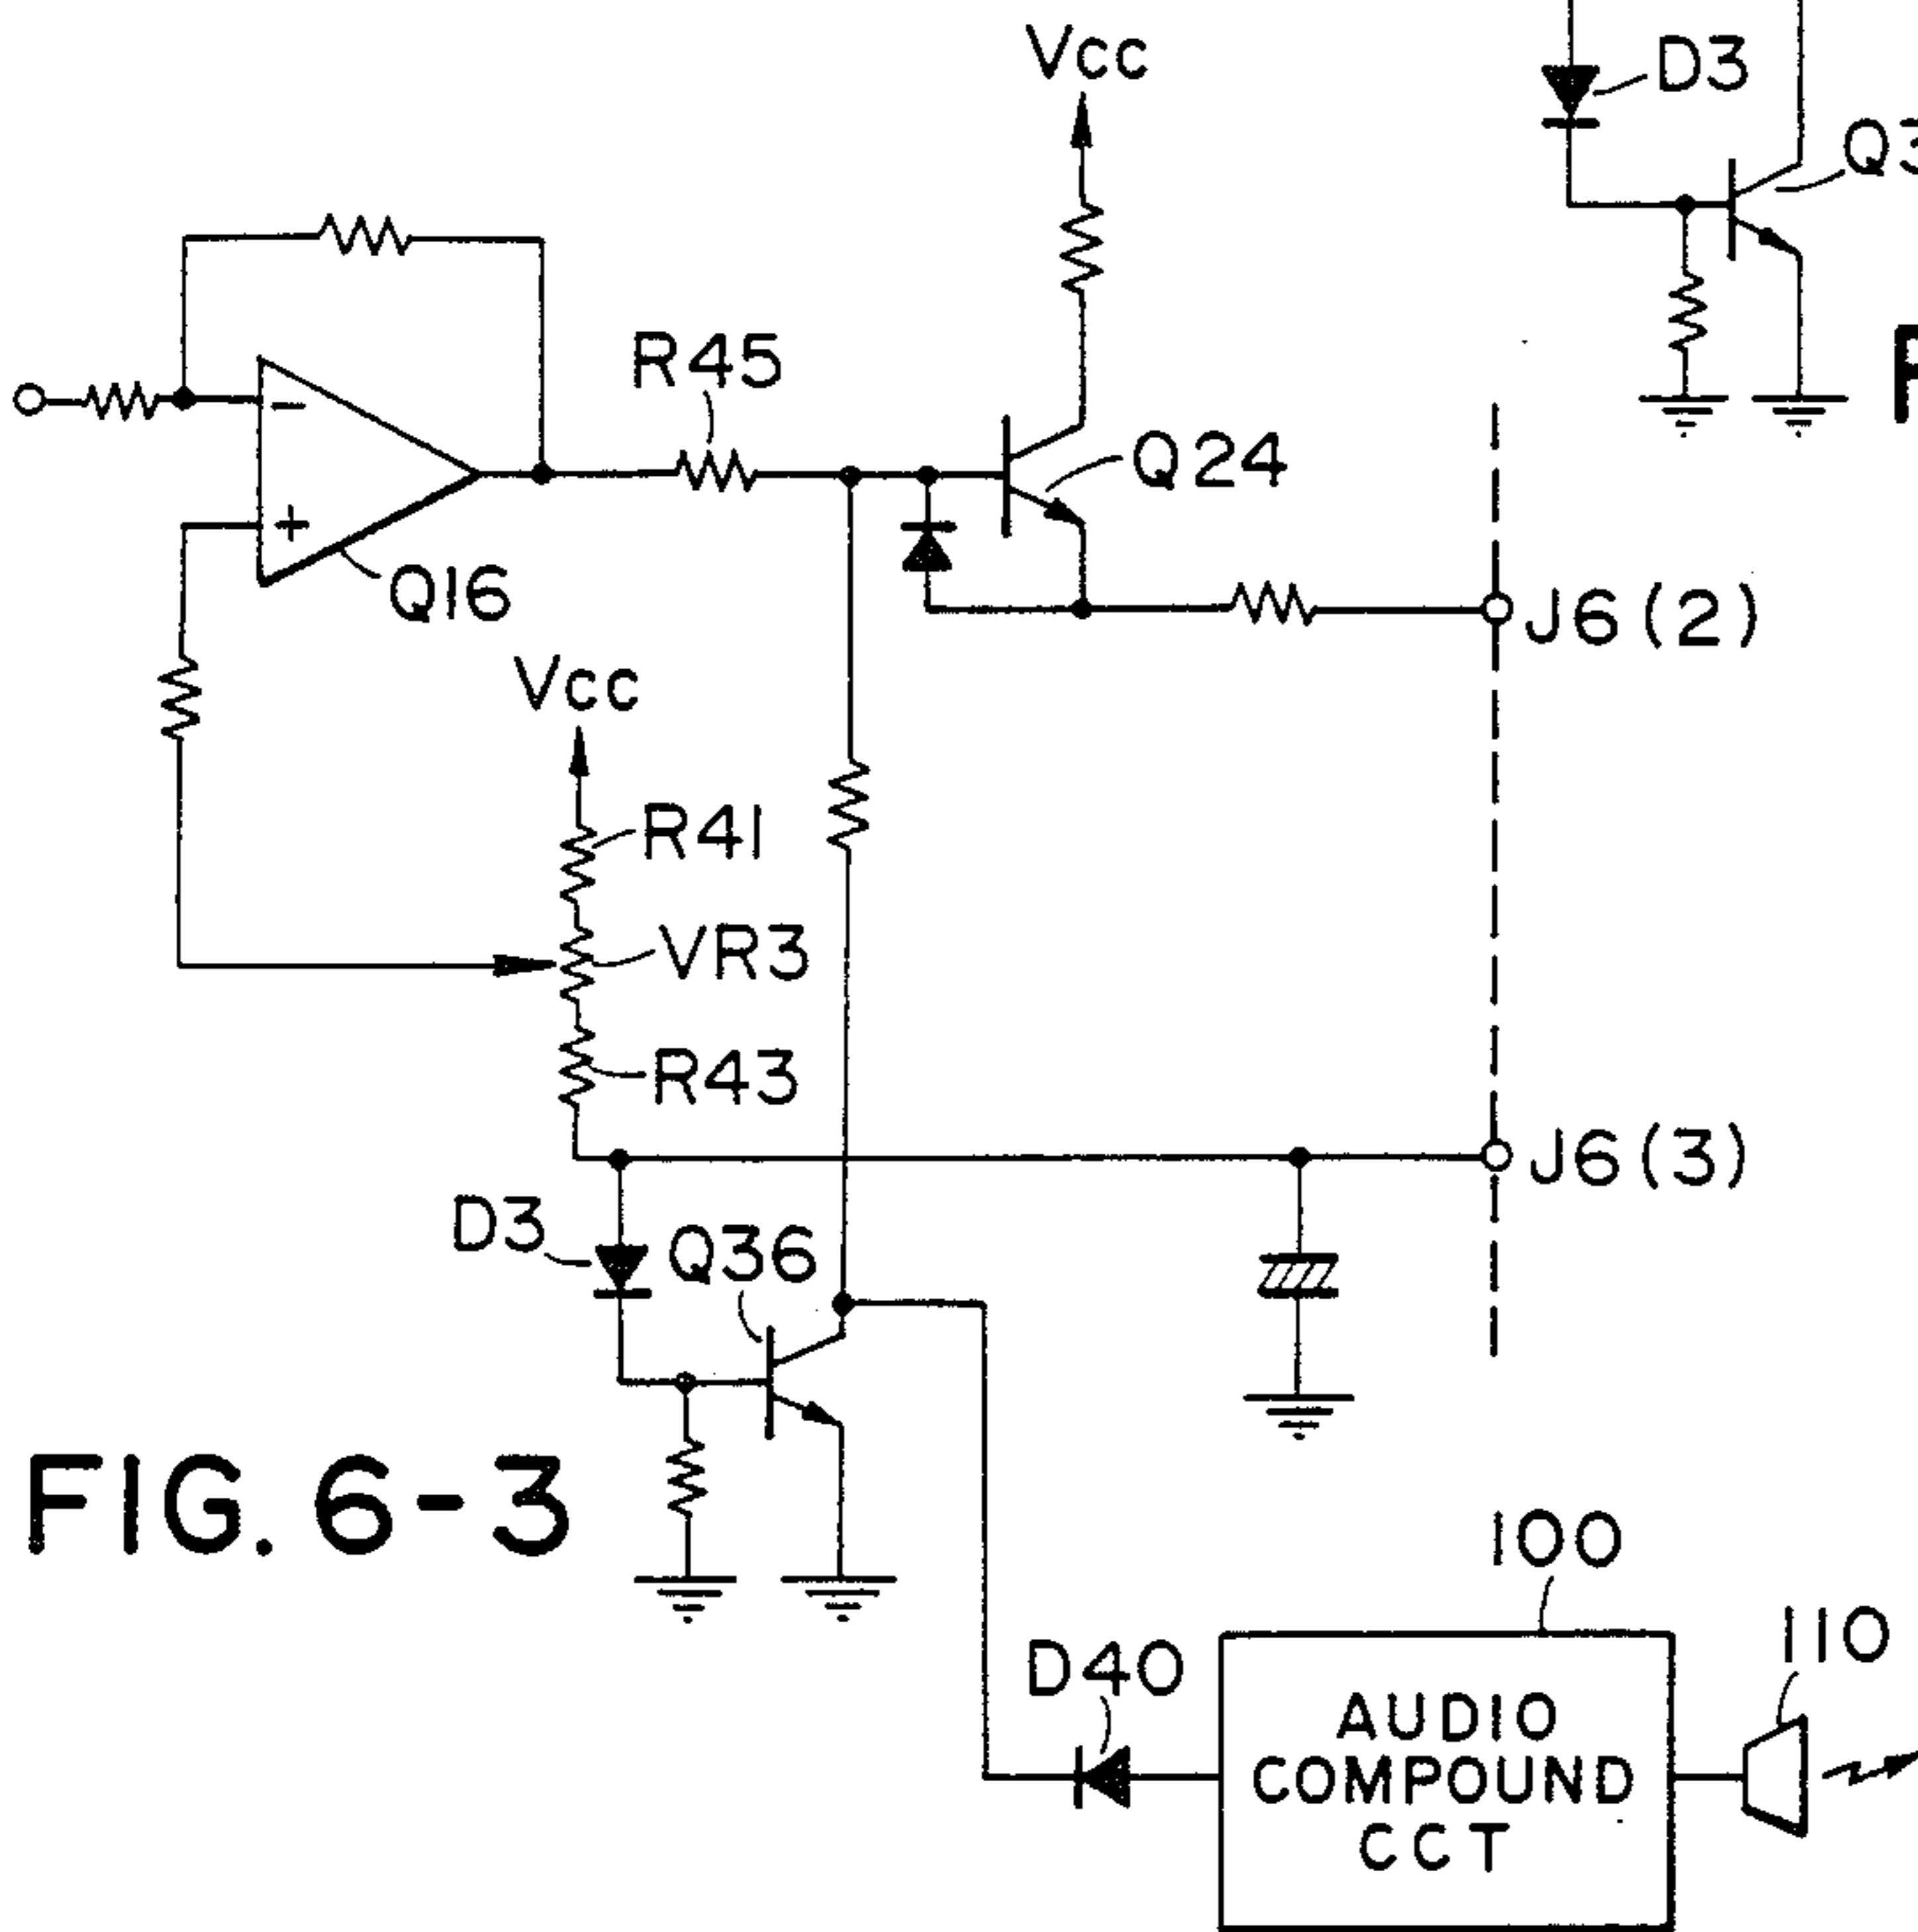 Vcc
D3
R45
Q24
Q16
J6(2)
Vcc
R41
VR3
R43
J6(3)
D3
Q36
FIG. 6-3
100
110
D40
AUDIO
COMPOUND
CCT
-
+